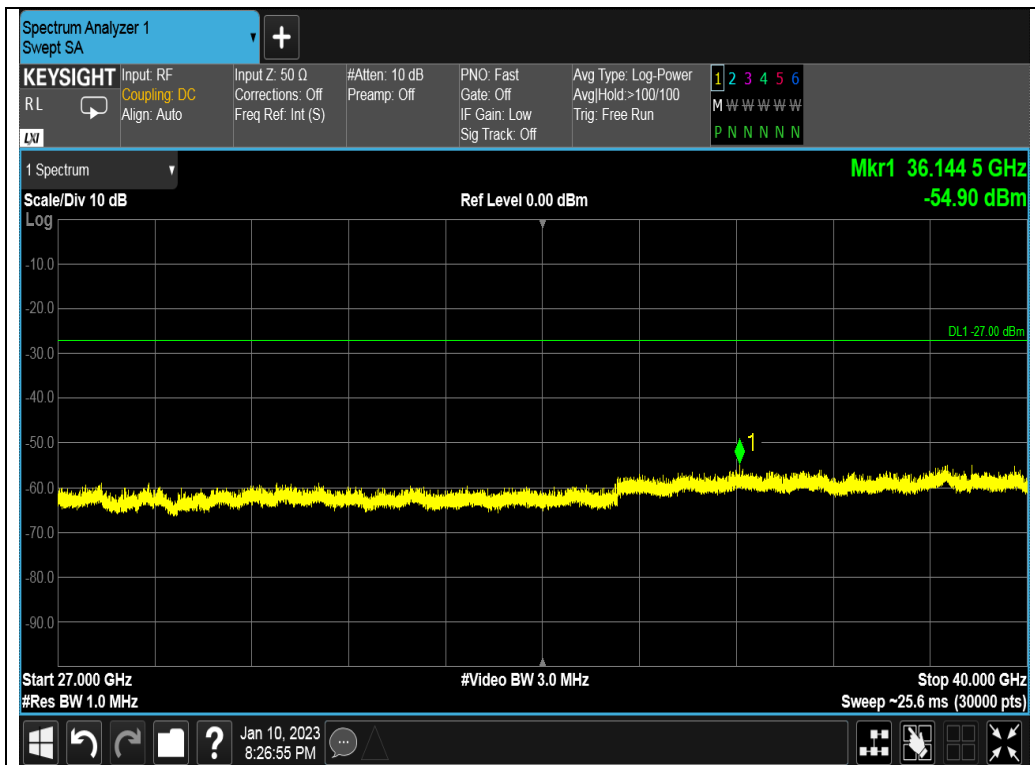 Spectrum Analyzer 1
Swept SA
KEYSIGHT
RL
LXI
Input: RF
Coupling: DC
Align: Auto
Input Z: 50 Ω
Corrections: Off
Freq Ref: Int (S)
#Atten: 10 dB
Preamp: Off
PNO: Fast
Gate: Off
IF Gain: Low
Sig Track: Off
Avg Type: Log-Power
Avg|Hold:>100/100
Trig: Free Run
1 2 3 4 5 6
M W W W W W
P N N N N N
1 Spectrum
Mkr1 36.144 5 GHz
-54.90 dBm
Scale/Div 10 dB
Ref Level 0.00 dBm
Log
-10.0
-20.0
DL1 -27.00 dBm
-30.0
-40.0
-50.0
1
-60.0
-70.0
-80.0
-90.0
Start 27.000 GHz
#Video BW 3.0 MHz
Stop 40.000 GHz
#Res BW 1.0 MHz
Sweep ~25.6 ms (30000 pts)
?
Jan 10, 2023
8:26:55 PM